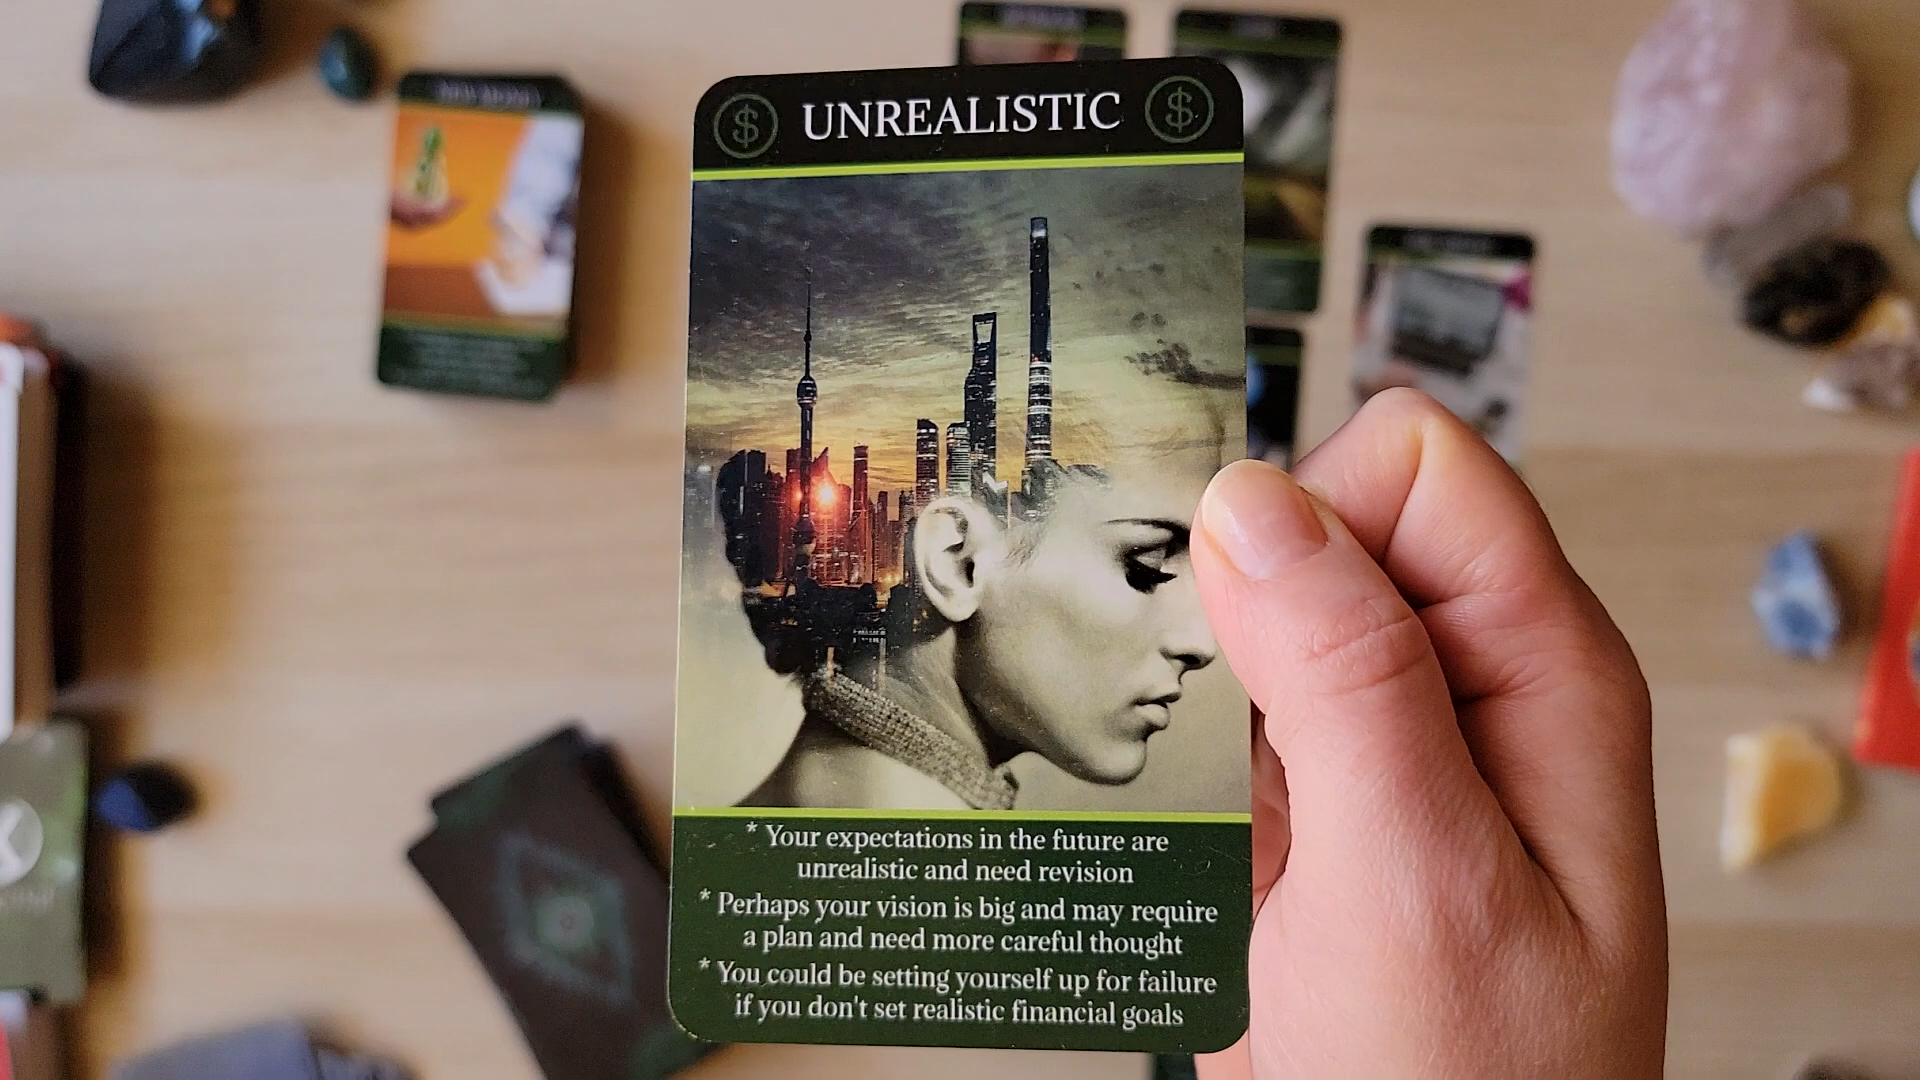 $ UNREALISTIC $
* Your expectations in the future are
unrealistic and need revision
* Perhaps your vision is big and may require
a plan and need more careful thought
* You could be setting yourself up for failure
if you don't set realistic financial goals